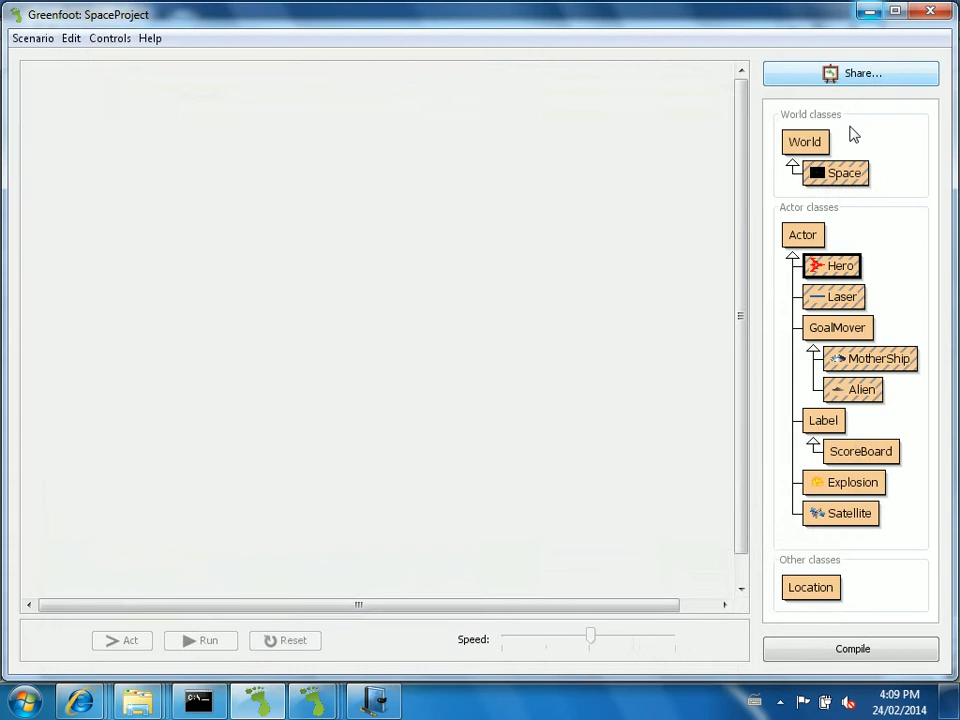 Greenfoot: SpaceProject
Scenario Edit Controls Help
Share...
World classes
World
Space
Actor classes
Actor
Hero
Laser
GoalMover
MotherShip
Alien
Label
ScoreBoard
Explosion
Satellite
Other classes
Location
Act Run Reset Speed:
Compile
4:09 PM
24/02/2014